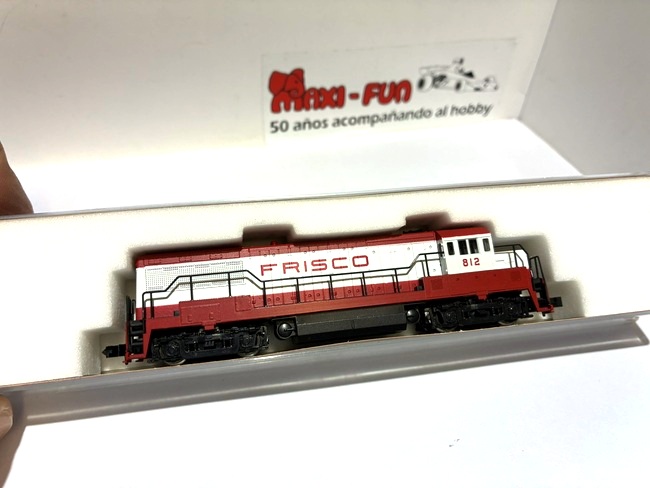 MAXI-FUN
50 años acompañando al hobby
FRISCO
812